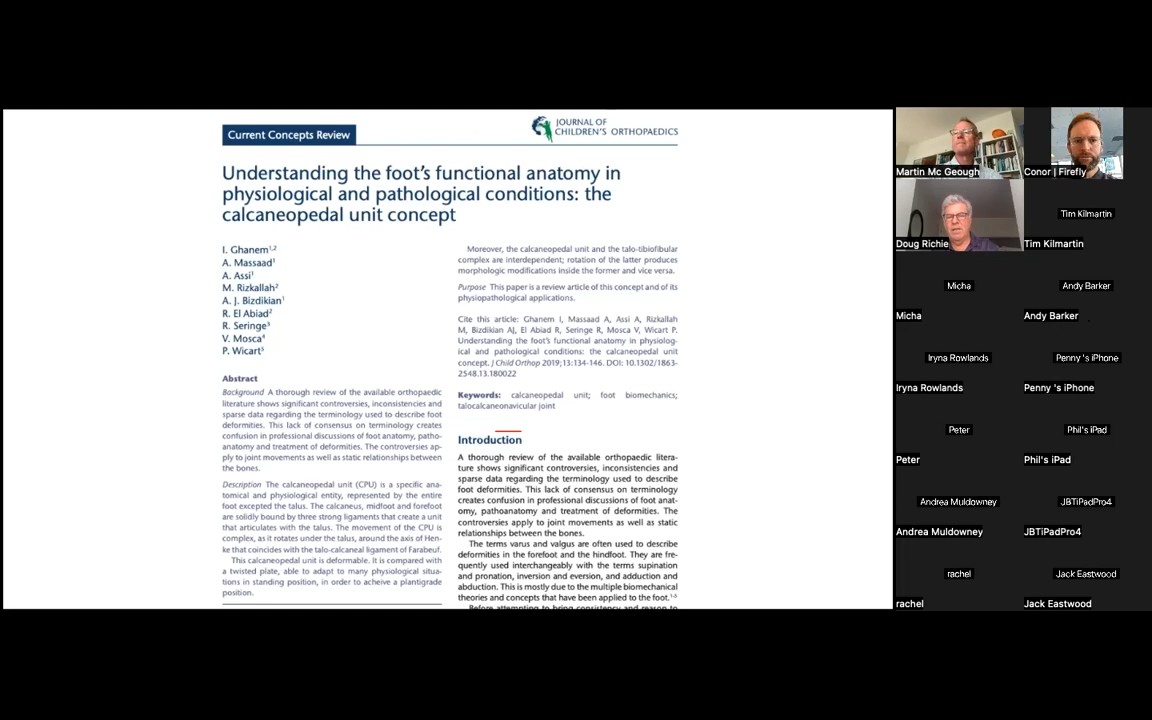 Current Concepts Review
JOURNAL OF
CHILDREN'S ORTHOPAEDICS
Understanding the foot's functional anatomy in
physiological and pathological conditions: the
calcaneopedal unit concept
I. Ghanem1,2
A. Massaad1
A. Assi1
M. Rizkallah2
A. J. Bizdikian1
R. El Abiad2
R. Seringe3
V. Mosca4
P. Wicart5
Abstract
Background A thorough review of the available orthopaedic
literature shows significant controversies, inconsistencies and
sparse data regarding the terminology used to describe foot
deformities. This lack of consensus on terminology creates
confusion in professional discussions of foot anatomy, patho-
anatomy and treatment of deformities. The controversies ap-
ply to joint movements as well as static relationships between
the bones.
Description The calcaneopedal unit (CPU) is a specific ana-
tomical and physiological entity, represented by the entire
foot excepted the talus. The calcaneus, midfoot and forefoot
are solidly bound by three strong ligaments that create a unit
that articulates with the talus. The movement of the CPU is
complex, as it rotates under the talus, around the axis of Hen-
ke that coincides with the talo-calcaneal ligament of Farabeuf.
This calcaneopedal unit is deformable. It is compared with
a twisted plate, able to adapt to many physiological situa-
tions in standing position, in order to acheive a plantigrade
position.
Moreover, the calcaneopedal unit and the talo-tibiofibular
complex are interdependent; rotation of the latter produces
morphologic modifications inside the former and vice versa.
Purpose This paper is a review article of this concept and of its
physiopathological applications.
Cite this article: Ghanem I, Massaad A, Assi A, Rizkallah
M, Bizdikian AJ, El Abiad R, Seringe R, Mosca V, Wicart P.
Understanding the foot's functional anatomy in physiolog-
ical and pathological conditions: the calcaneopedal unit
concept. J Child Orthop 2019;13:134-146. DOI: 10.1302/1863-
2548.13.180022
Keywords: calcaneopedal unit; foot biomechanics;
talocalcaneonavicular joint
Introduction
A thorough review of the available orthopaedic litera-
ture shows significant controversies, inconsistencies and
sparse data regarding the terminology used to describe
foot deformities. This lack of consensus on terminology
creates confusion in professional discussions of foot anat-
omy, pathoanatomy and treatment of deformities. The
controversies apply to joint movements as well as static
relationships between the bones.
The terms varus and valgus are often used to describe
deformities in the forefoot and the hindfoot. They are fre-
quently used interchangeably with the terms supination
and pronation, inversion and eversion, and adduction and
abduction. This is mostly due to the multiple biomechanical
theories and concepts that have been applied to the foot.1-5
Before attempting to bring consistency and reason to
Martin Mc Geough
Conor | Firefly
Doug Richie
Tim Kilmartin
Tim Kilmartin
Micha
Micha
Andy Barker
Andy Barker
Iryna Rowlands
Iryna Rowlands
Penny 's iPhone
Penny 's iPhone
Peter
Peter
Phil's iPad
Phil's iPad
Andrea Muldowney
Andrea Muldowney
JBTiPadPro4
JBTiPadPro4
rachel
rachel
Jack Eastwood
Jack Eastwood